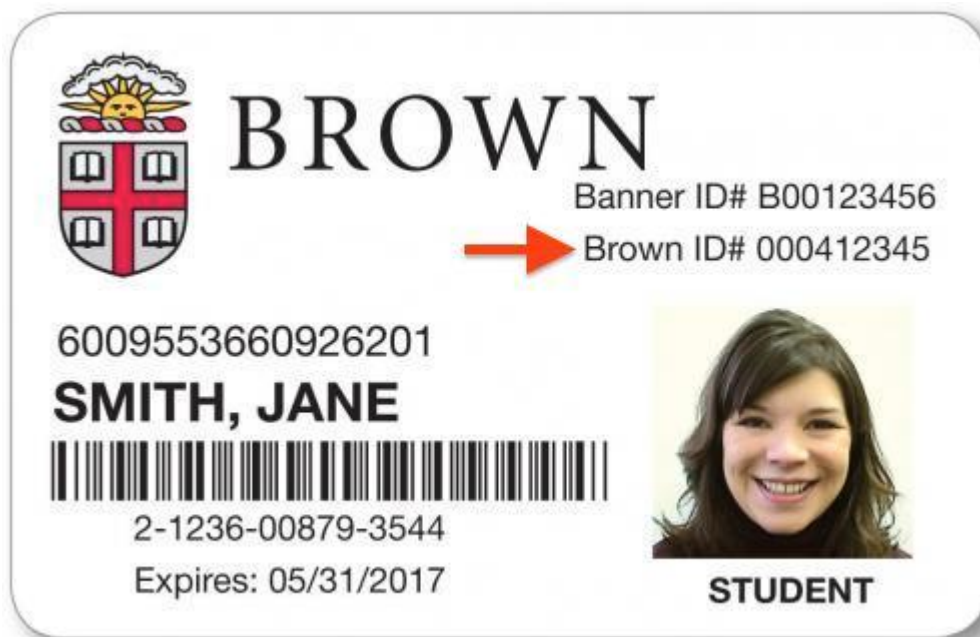 BROWN
Banner ID# B00123456
Brown ID# 000412345
6009553660926201
SMITH, JANE
2-1236-00879-3544
Expires: 05/31/2017
STUDENT